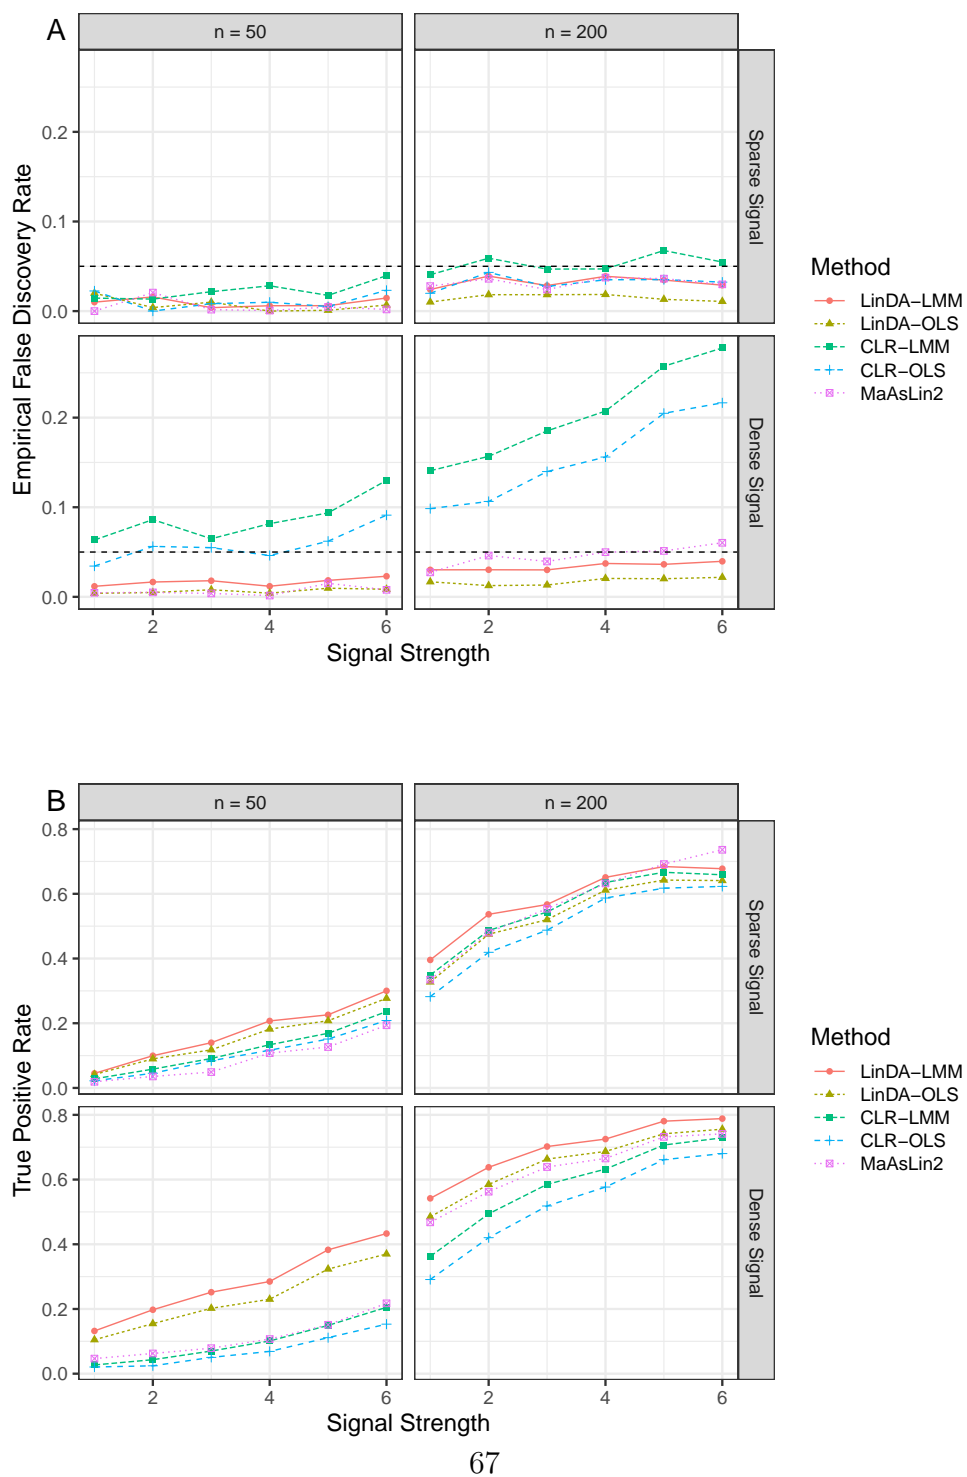 A
n = 50
n = 200
Empirical False Discovery Rate
0.2
0.1
0.0
Sparse Signal
0.2
0.1
0.0
Dense Signal
2
4
6
2
4
6
Signal Strength
Method
LinDA−LMM
LinDA−OLS
CLR−LMM
CLR−OLS
MaAsLin2
B
n = 50
n = 200
True Positive Rate
0.8
0.6
0.4
0.2
0.0
Sparse Signal
0.8
0.6
0.4
0.2
0.0
Dense Signal
2
4
6
2
4
6
Signal Strength
Method
LinDA−LMM
LinDA−OLS
CLR−LMM
CLR−OLS
MaAsLin2
67